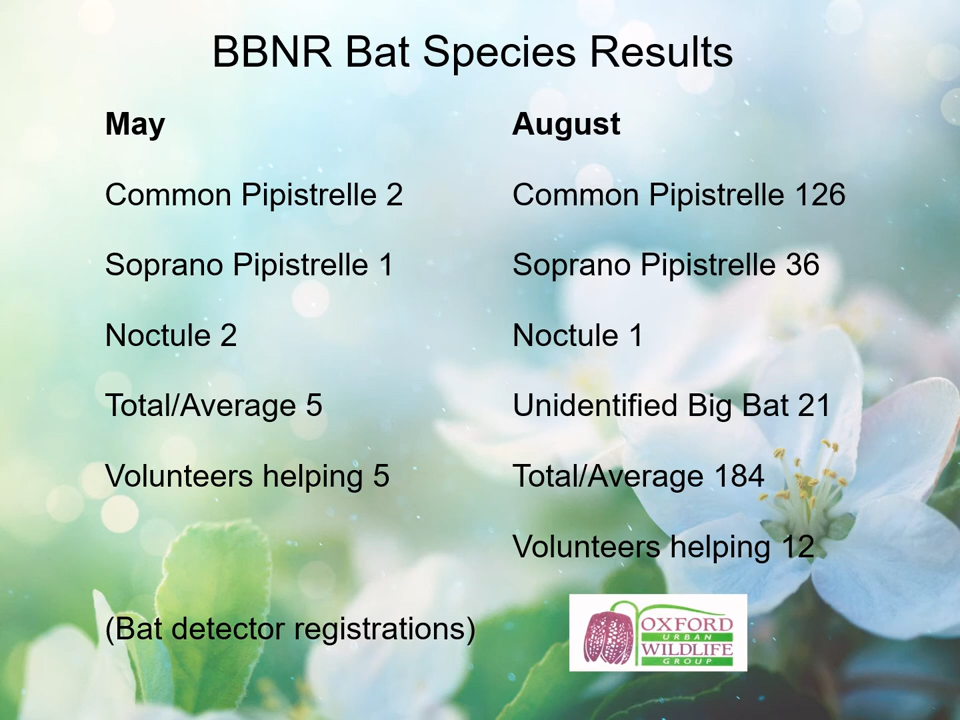 BBNR Bat Species Results
May
Common Pipistrelle 2
Soprano Pipistrelle 1
Noctule 2
Total/Average 5
Volunteers helping 5
(Bat detector registrations)
August
Common Pipistrelle 126
Soprano Pipistrelle 36
Noctule 1
Unidentified Big Bat 21
Total/Average 184
Volunteers helping 12
OXFORD
URBAN
WILDLIFE
GROUP